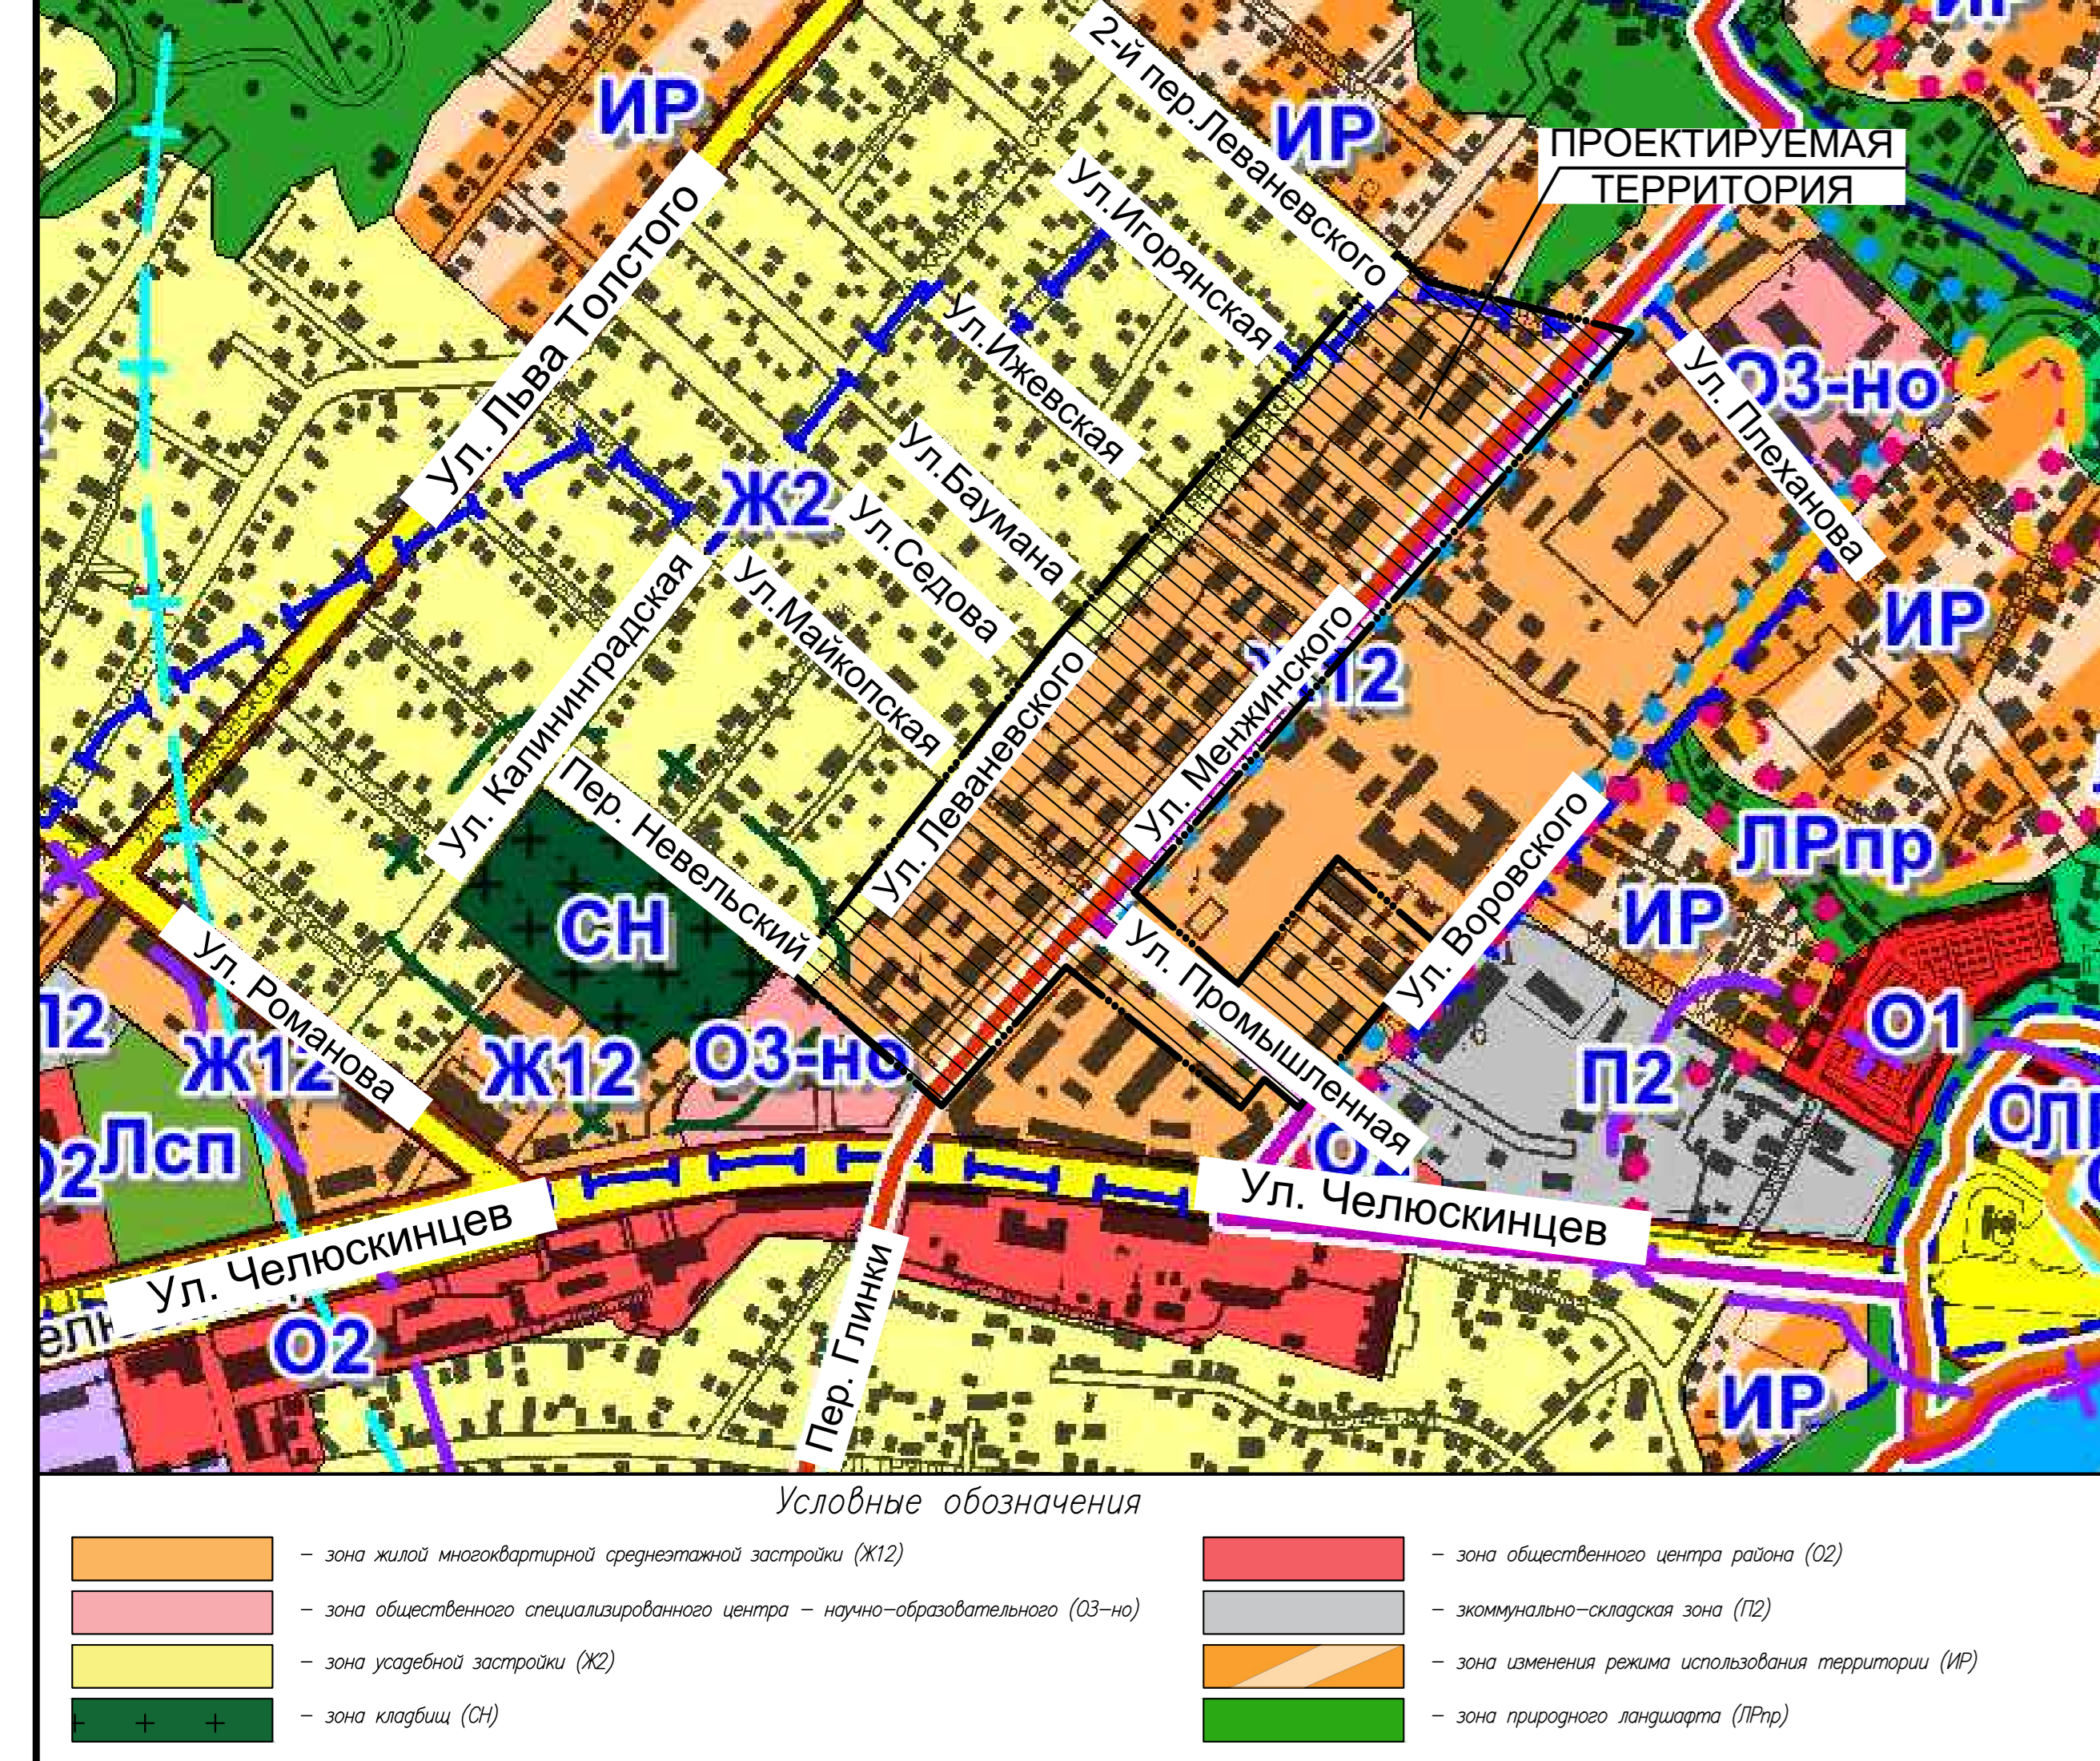 ИР
2-й пер.Леваневского
ИР
ПРОЕКТИРУЕМАЯ
ТЕРРИТОРИЯ
Ул.Игорянская
Ул. Льва Толстого
Ул.Ижевская
Ул. Плеханова
О3-но
Ул.Баумана
Ж2
Ул.Седова
Ул.Майкопская
Ул. Калининградская
Ул. Леваневского
Ул. Менжинского
12
ИР
Пер. Невельский
Ул. Воровского
ЛРпр
СН
ИР
Ул. Романова
Ул. Промышленная
О1
12
Ж12
Ж12
О3-но
П2
Лсп
О2
Ул. Челюскинцев
Ул. Челюскинцев
О2
Пер. Глинки
ИР
Условные обозначения
– зона жилой многоквартирной среднеэтажной застройки (Ж12)
– зона общественного специализированного центра – научно-образовательного (О3-но)
– зона усадебной застройки (Ж2)
– зона кладбищ (СН)
– зона общественного центра района (О2)
– зкоммунально-складская зона (П2)
– зона изменения режима использования территории (ИР)
– зона природного ландшафта (ЛРпр)